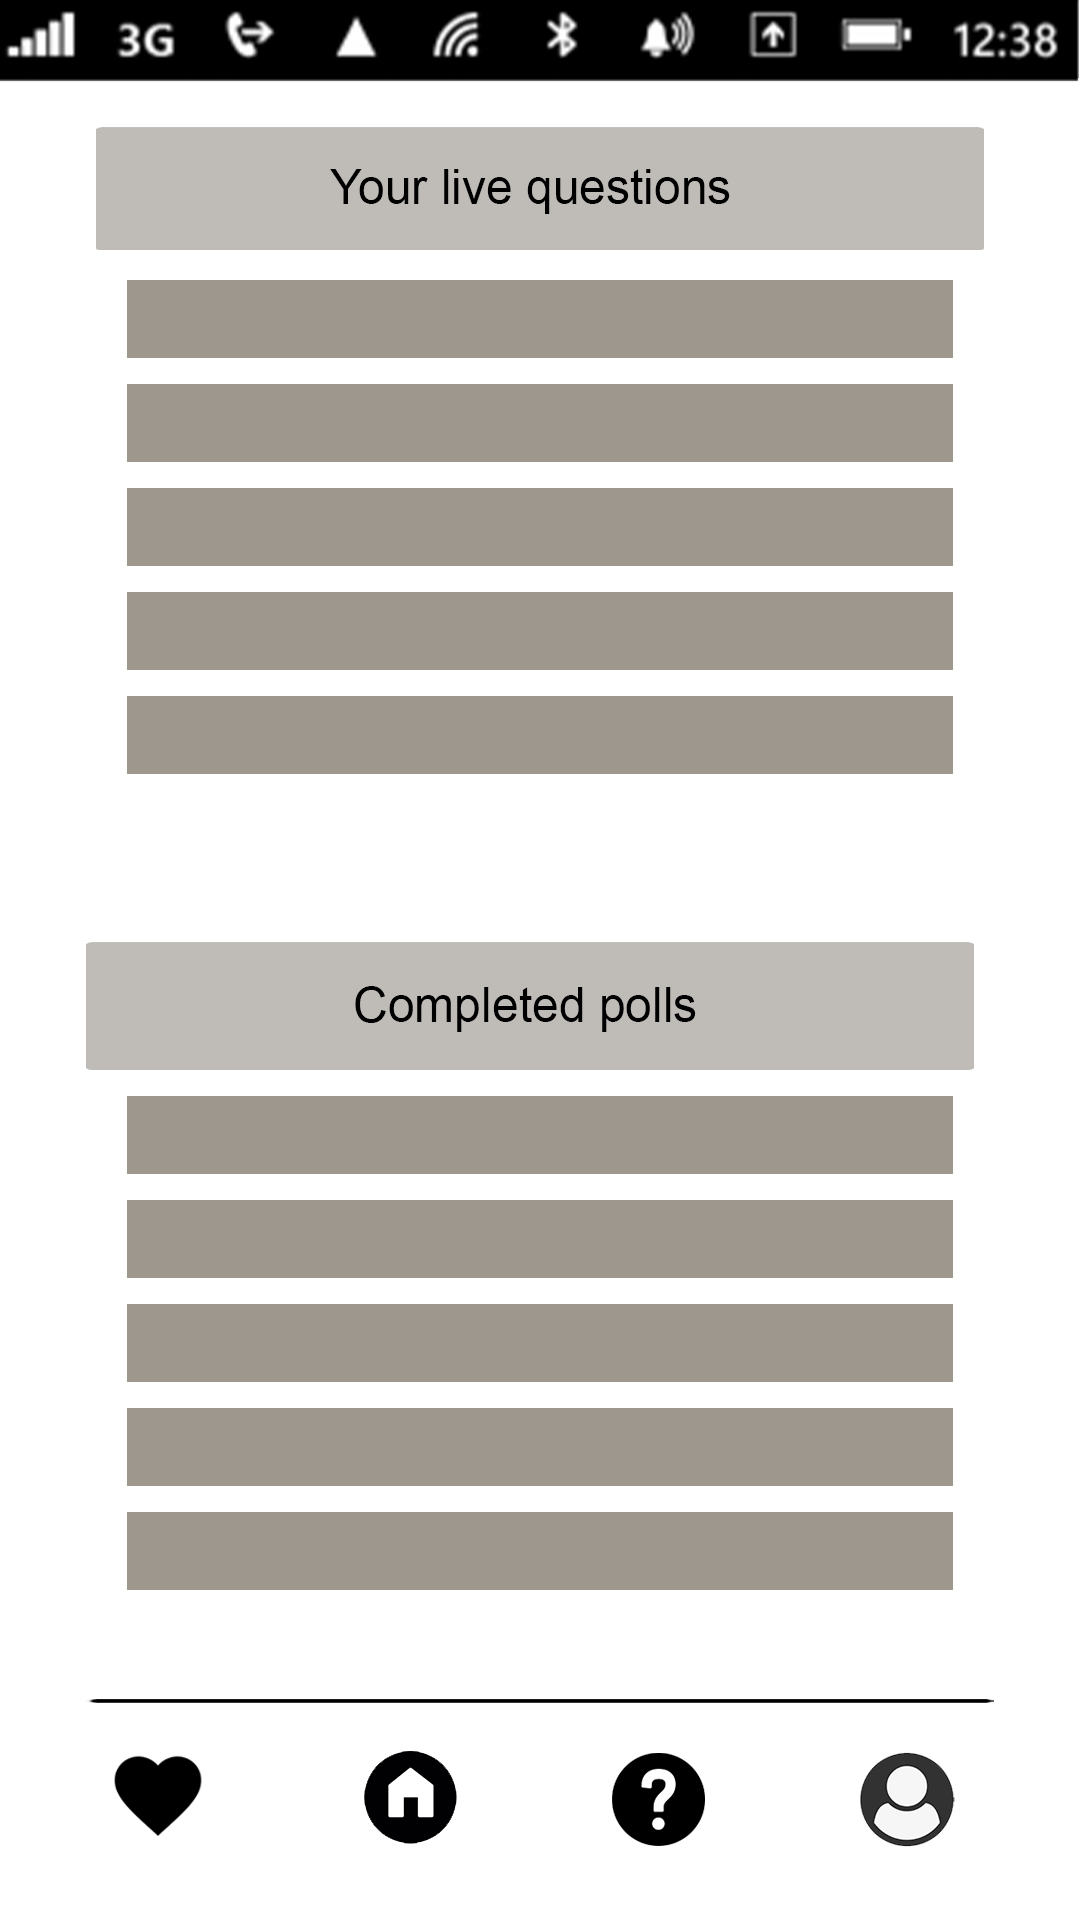 3G 12:38
Your live questions
Completed polls
?